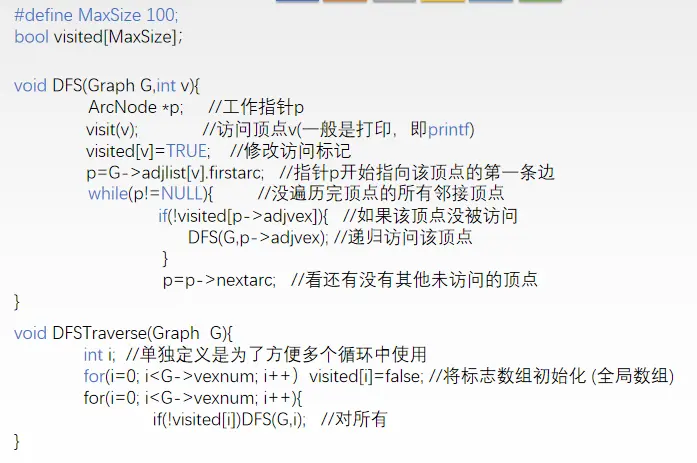 #define MaxSize 100;
bool visited[MaxSize];
void DFS(Graph G,int v){
ArcNode *p; //工作指针p
visit(v); //访问顶点v(一般是打印，即printf)
visited[v]=TRUE; //修改访问标记
p=G->adjlist[v].firstarc; //指针p开始指向该顶点的第一条边
while(p!=NULL){ //没遍历完顶点的所有邻接顶点
if(!visited[p->adjvex]){ //如果该顶点没被访问
DFS(G,p->adjvex); //递归访问该顶点
}
p=p->nextarc; //看还有没有其他未访问的顶点
}
void DFSTraverse(Graph G){
int i; //单独定义是为了方便多个循环中使用
for(i=0; i<G->vexnum; i++）visited[i]=false; //将标志数组初始化 (全局数组)
for(i=0; i<G->vexnum; i++){
if(!visited[i])DFS(G,i); //对所有
}